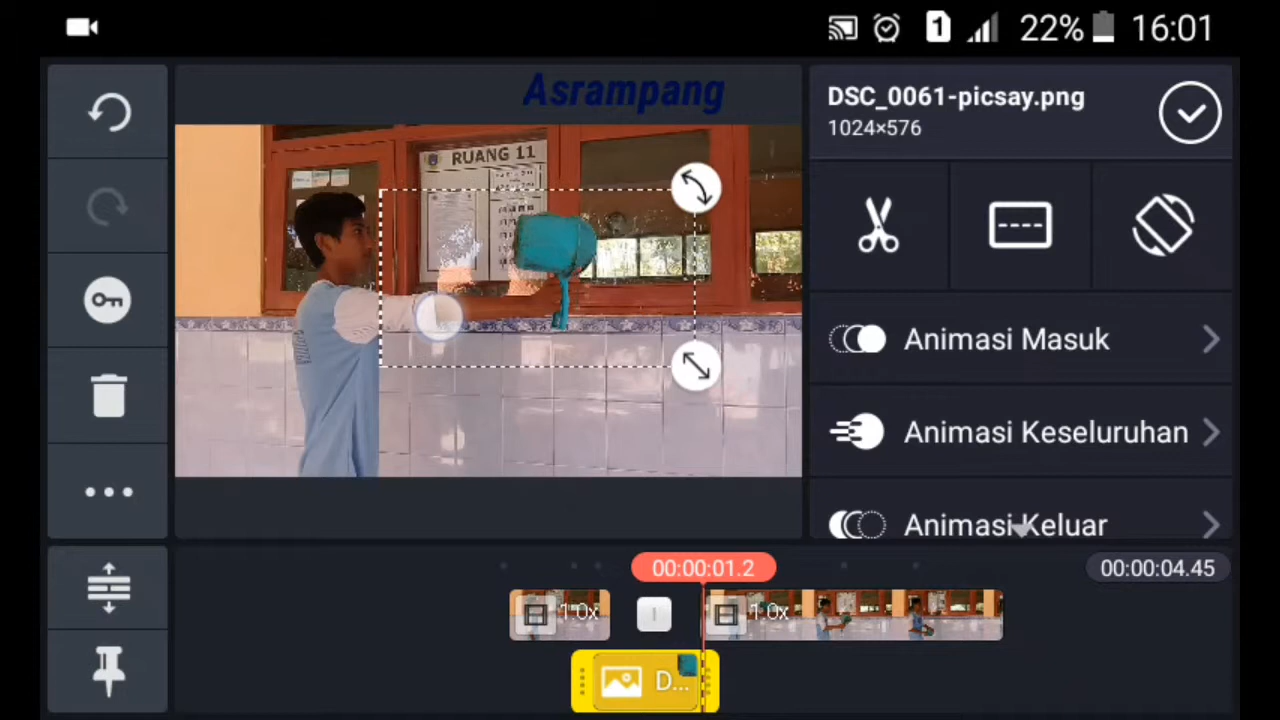 1 22% 16:01
Asrampang
DSC_0061-picsay.png
1024×576
RUANG 11
Animasi Masuk
Animasi Keseluruhan
Animasi Keluar
00:00:01.2
00:00:04.45
1.0x
1.0x
D...